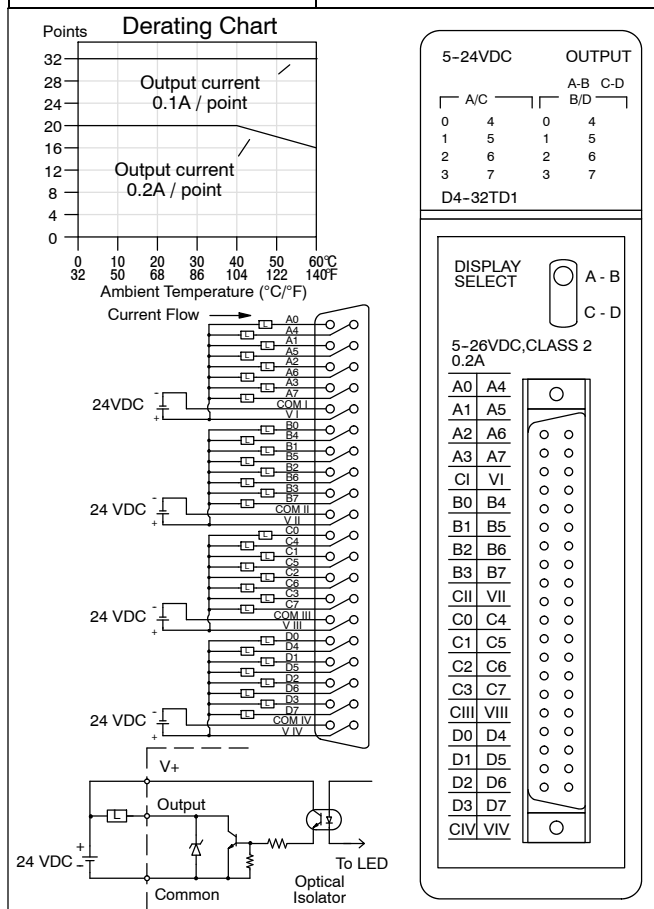 Derating Chart
Points
32
28
24
20
16
12
8
4
0
Output current
0.1A / point
Output current
0.2A / point
0 10 20 30 40 50 60°C
32 50 68 86 104 122 140°F
Ambient Temperature (°C/°F)
Current Flow
L A0
L A4
L A1
L A5
L A2
L A6
L A3
L A7
COM I
V I
24VDC - +
L B0
L B4
L B1
L B5
L B2
L B6
L B3
L B7
COM II
V II
24 VDC - +
L C0
L C4
L C1
L C5
L C2
L C6
L C3
L C7
COM III
V III
24 VDC - +
L D0
L D4
L D1
L D5
L D2
L D6
L D3
L D7
COM IV
V IV
24 VDC - +
V+
L
Output
+
24 VDC -
Common
Optical
Isolator
To LED
5-24VDC OUTPUT
A-B C-D
A/C B/D
0 4 0 4
1 5 1 5
2 6 2 6
3 7 3 7
D4-32TD1
DISPLAY
SELECT
A - B
C - D
5-26VDC,CLASS 2
0.2A
A0 A4
A1 A5
A2 A6
A3 A7
CI VI
B0 B4
B1 B5
B2 B6
B3 B7
CII VII
C0 C4
C1 C5
C2 C6
C3 C7
CIII VIII
D0 D4
D1 D5
D2 D6
D3 D7
CIV VIV